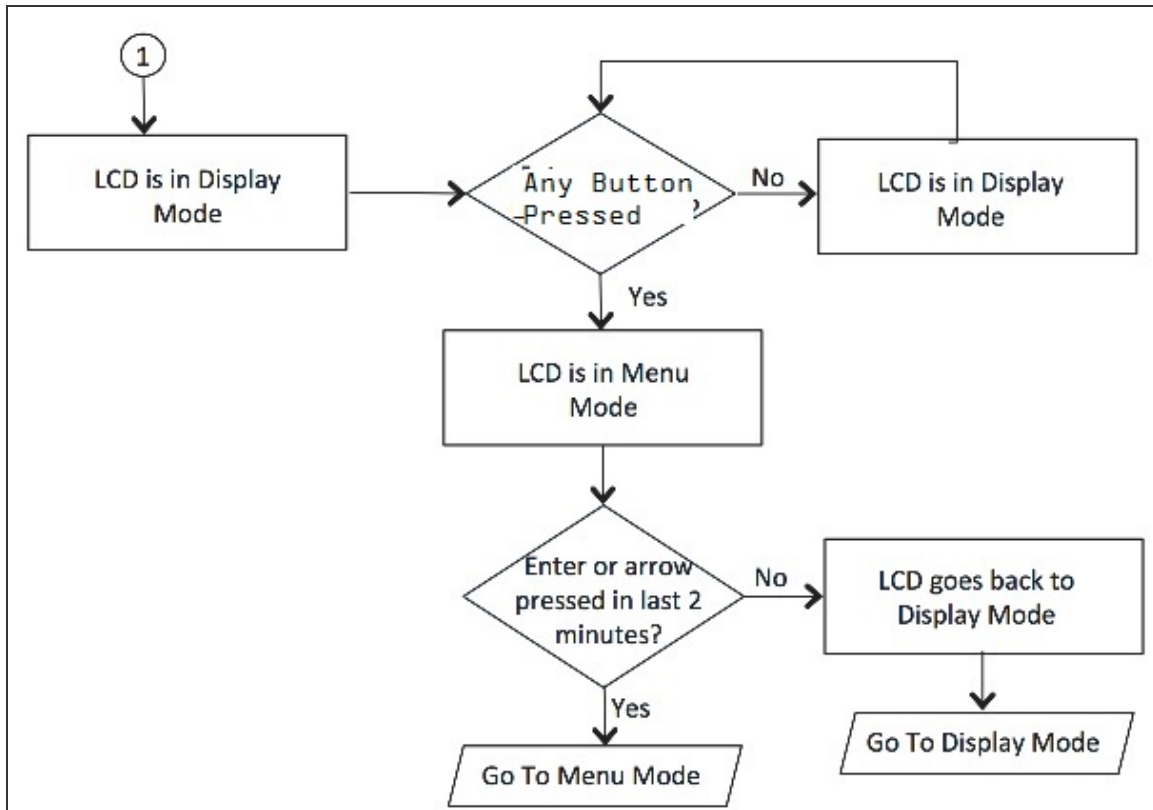 1
LCD is in Display
Mode
Any Button
Pressed ?
No
LCD is in Display
Mode
Yes
LCD is in Menu
Mode
Enter or arrow
pressed in last 2
minutes?
No
LCD goes back to
Display Mode
Yes
Go To Menu Mode
Go To Display Mode